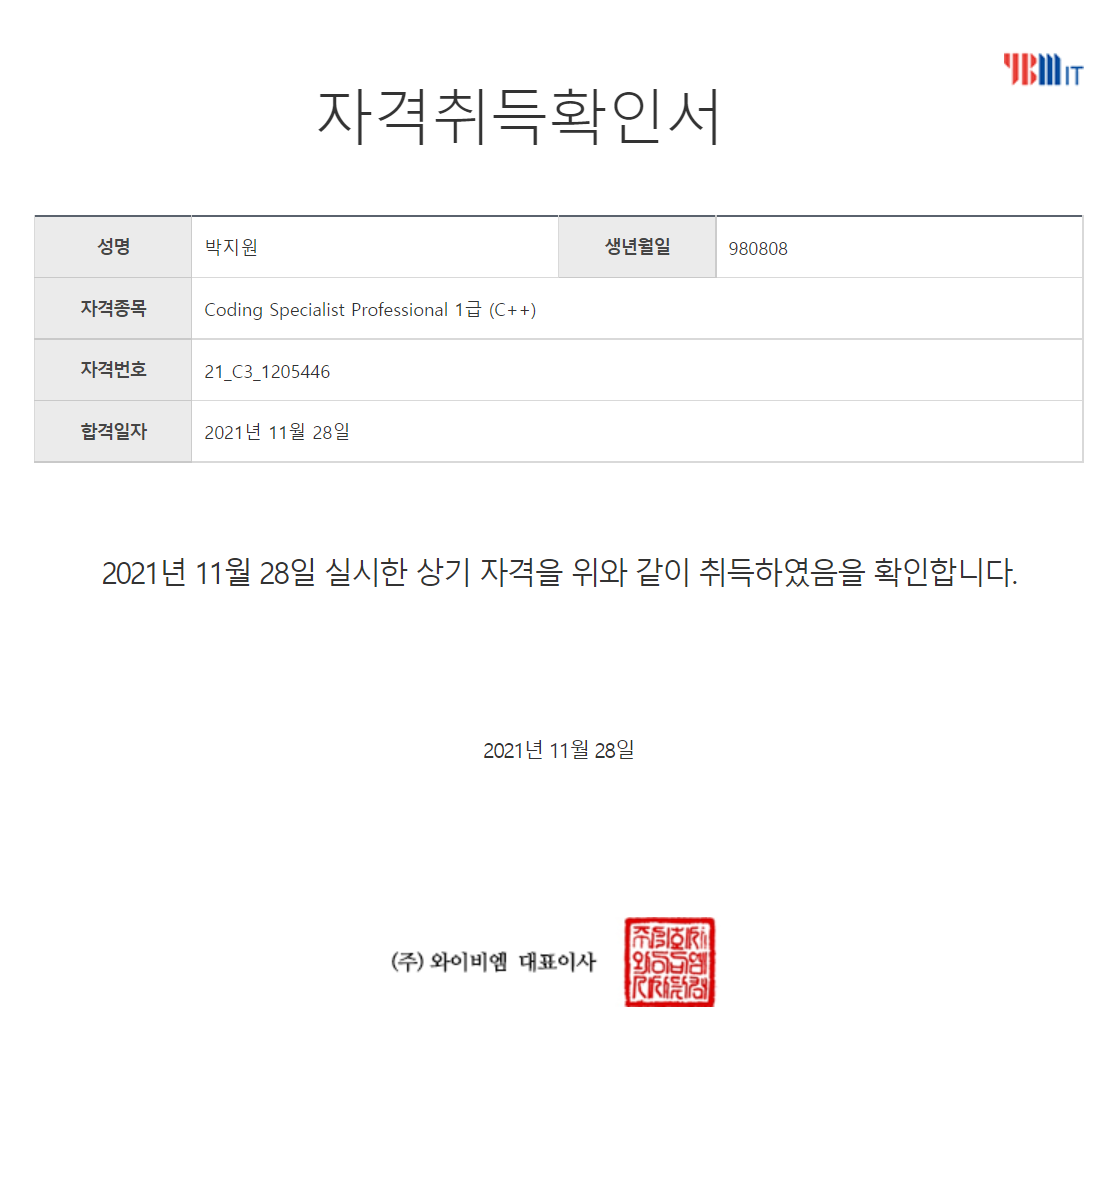 YBM IT
자격취득확인서
성명 박지원 생년월일 980808
자격종목 Coding Specialist Professional 1급 (C++)
자격번호 21_C3_1205446
합격일자 2021년 11월 28일
2021년 11월 28일 실시한 상기 자격을 위와 같이 취득하였음을 확인합니다.
2021년 11월 28일
(주) 와이비엠 대표이사